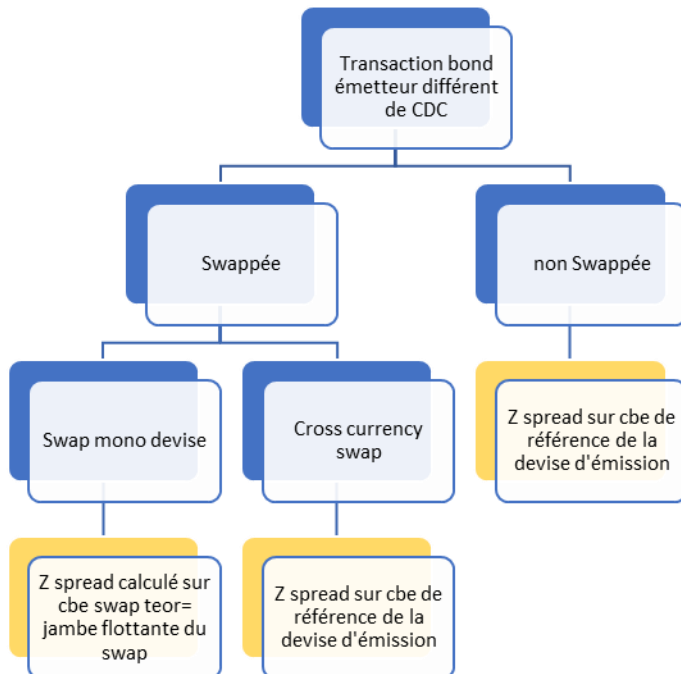 Transaction bond
émetteur différent
de CDC
Swappée
non Swappée
Swap mono devise
Cross currency
swap
Z spread sur cbe de
référence de la
devise d'émission
Z spread calculé sur
cbe swap teor=
jambe flottante du
swap
Z spread sur cbe de
référence de la
devise d'émission